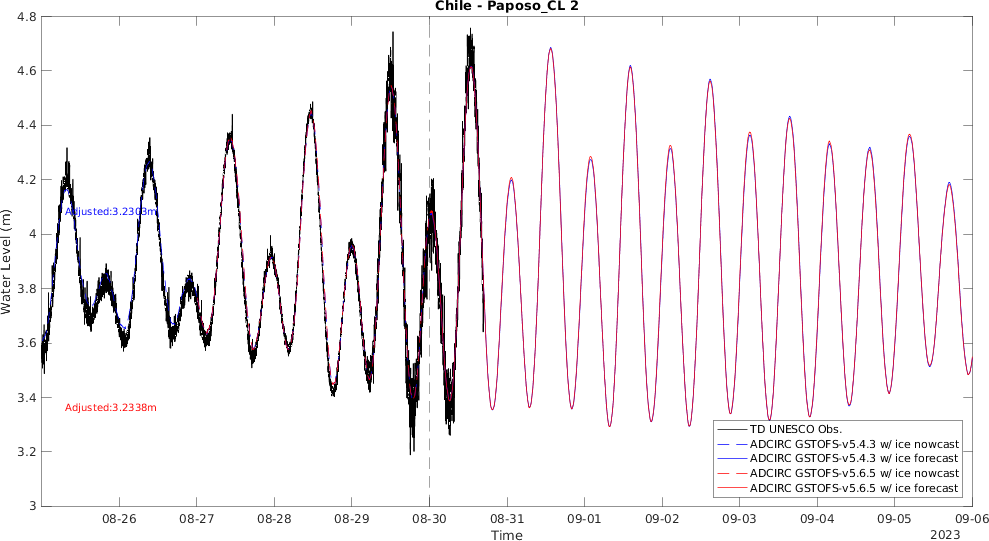 Chile - Paposo_CL 2
4.8
4.6
4.4
4.2
4
3.8
3.6
3.4
3.2
3
Water Level (m)
Adjusted:3.2303m
Adjusted:3.2338m
TD UNESCO Obs.
ADCIRC GSTOFS-v5.4.3 w/ ice nowcast
ADCIRC GSTOFS-v5.4.3 w/ ice forecast
ADCIRC GSTOFS-v5.6.5 w/ ice nowcast
ADCIRC GSTOFS-v5.6.5 w/ ice forecast
08-26 08-27 08-28 08-29 08-30 08-31 09-01 09-02 09-03 09-04 09-05 09-06
Time
2023